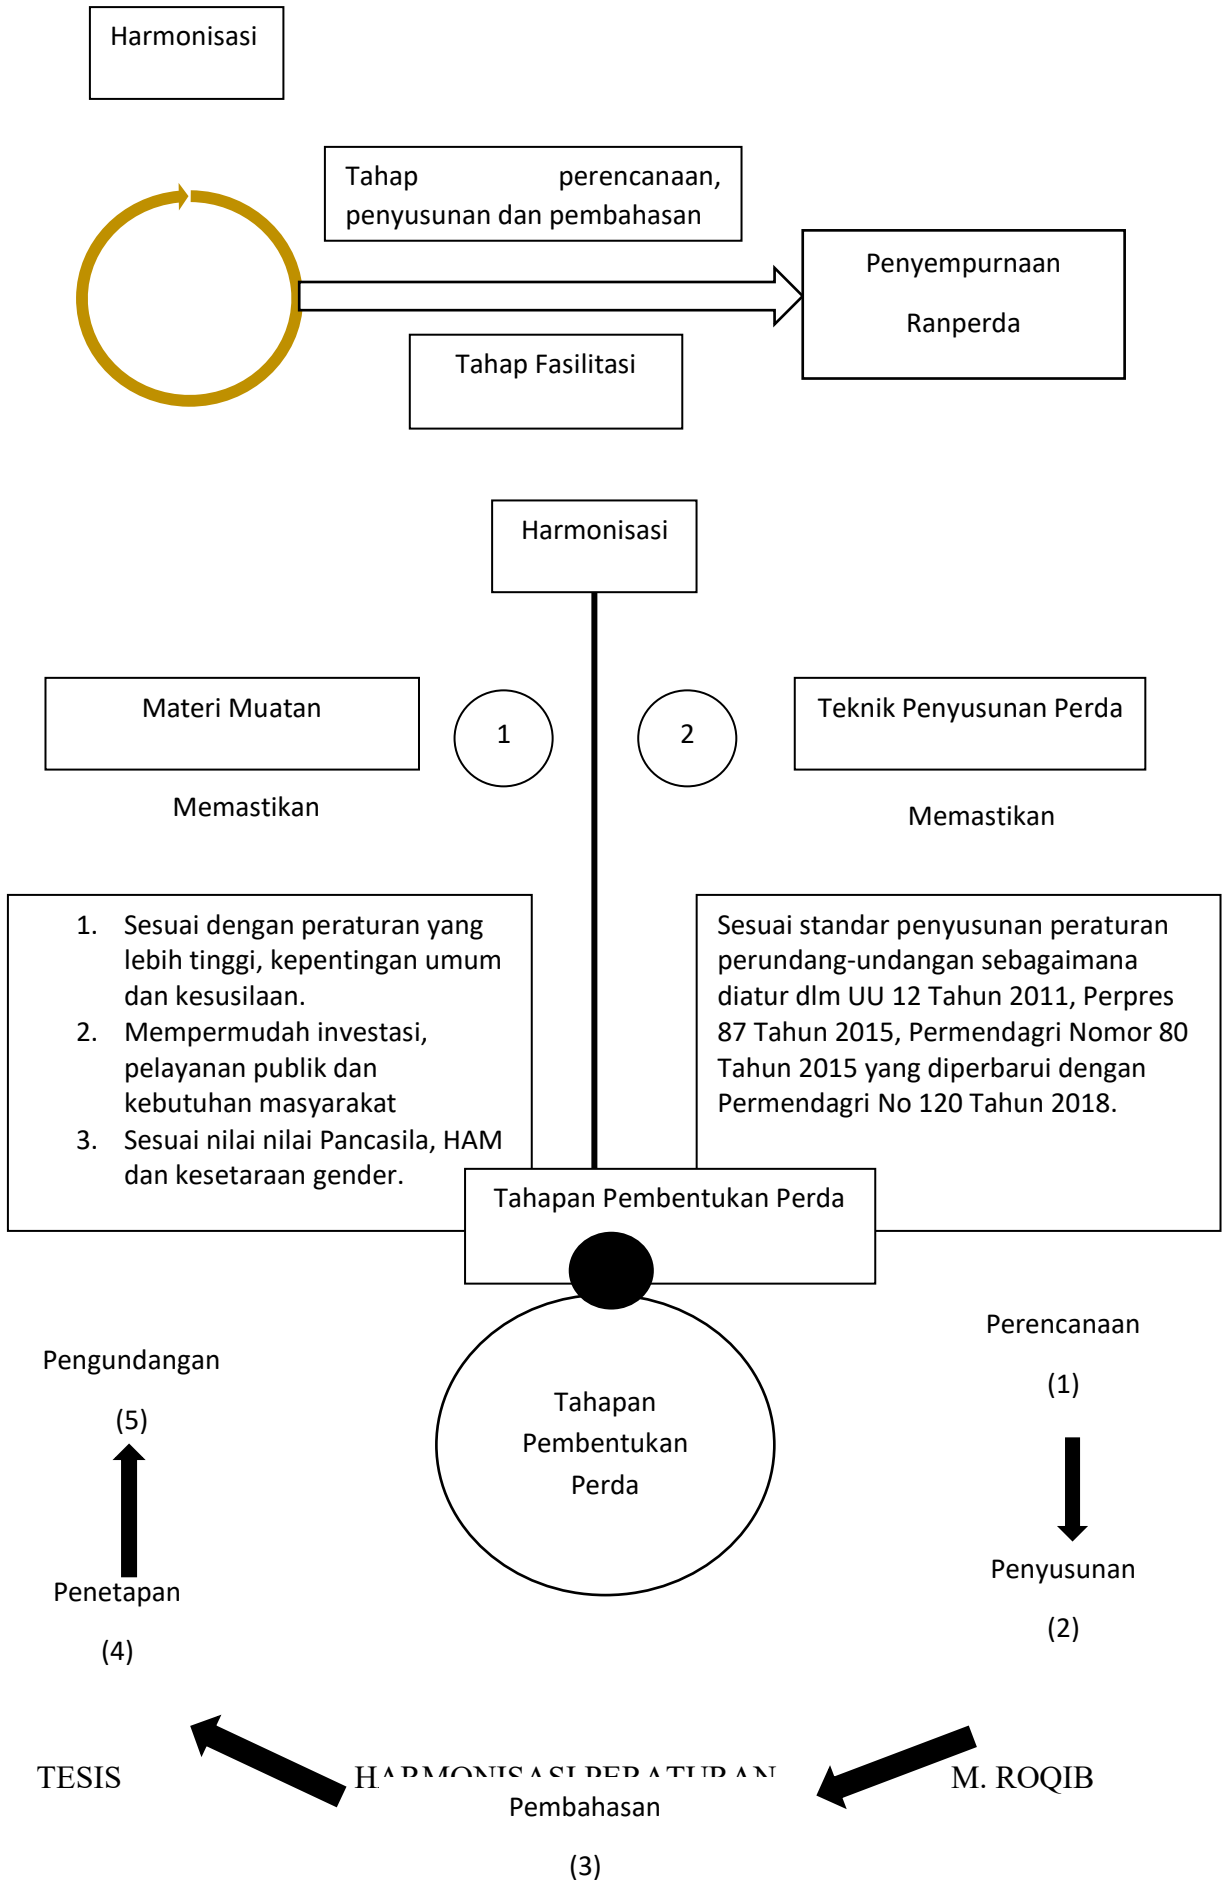 Harmonisasi
Tahap perencanaan,
penyusunan dan pembahasan
Penyempurnaan
Ranperda
Tahap Fasilitasi
Harmonisasi
Materi Muatan
1
2
Teknik Penyusunan Perda
Memastikan
Memastikan
1. Sesuai dengan peraturan yang
lebih tinggi, kepentingan umum
dan kesusilaan.
2. Mempermudah investasi,
pelayanan publik dan
kebutuhan masyarakat
3. Sesuai nilai nilai Pancasila, HAM
dan kesetaraan gender.
Sesuai standar penyusunan peraturan
perundang-undangan sebagaimana
diatur dlm UU 12 Tahun 2011, Perpres
87 Tahun 2015, Permendagri Nomor 80
Tahun 2015 yang diperbarui dengan
Permendagri No 120 Tahun 2018.
Tahapan Pembentukan Perda
Perencanaan
(1)
Pengundangan
(5)
Tahapan
Pembentukan
Perda
Penyusunan
(2)
Penetapan
(4)
TESIS
HARMONISASI PERATURAN
M. ROQIB
Pembahasan
(3)